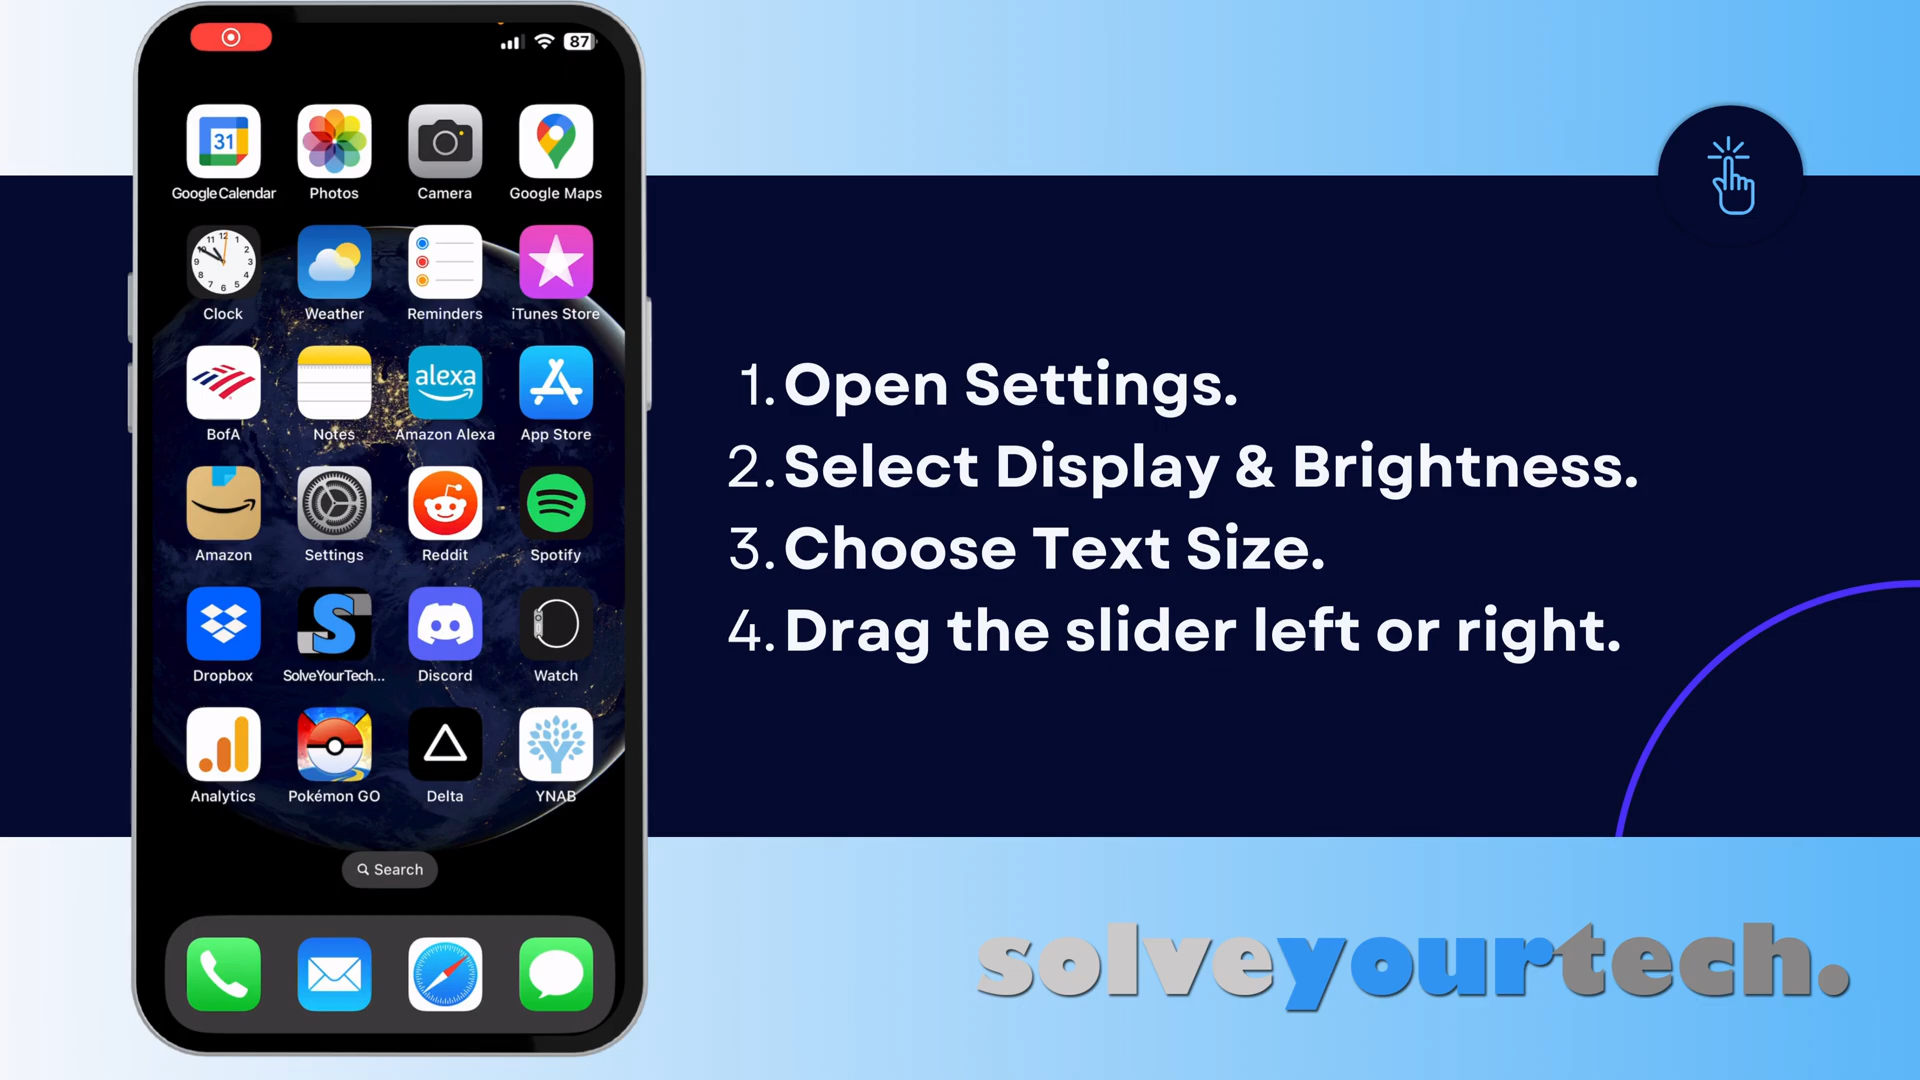 87
31
Google Calendar
Photos
Camera
Google Maps
Clock
Weather
Reminders
iTunes Store
alexa
BofA
Notes
Amazon Alexa
App Store
Amazon
Settings
Reddit
Spotify
S
Dropbox
SolveYourTech...
Discord
Watch
Analytics
Pokémon GO
Delta
YNAB
Search
1. Open Settings.
2. Select Display & Brightness.
3. Choose Text Size.
4. Drag the slider left or right.
solveyourtech.